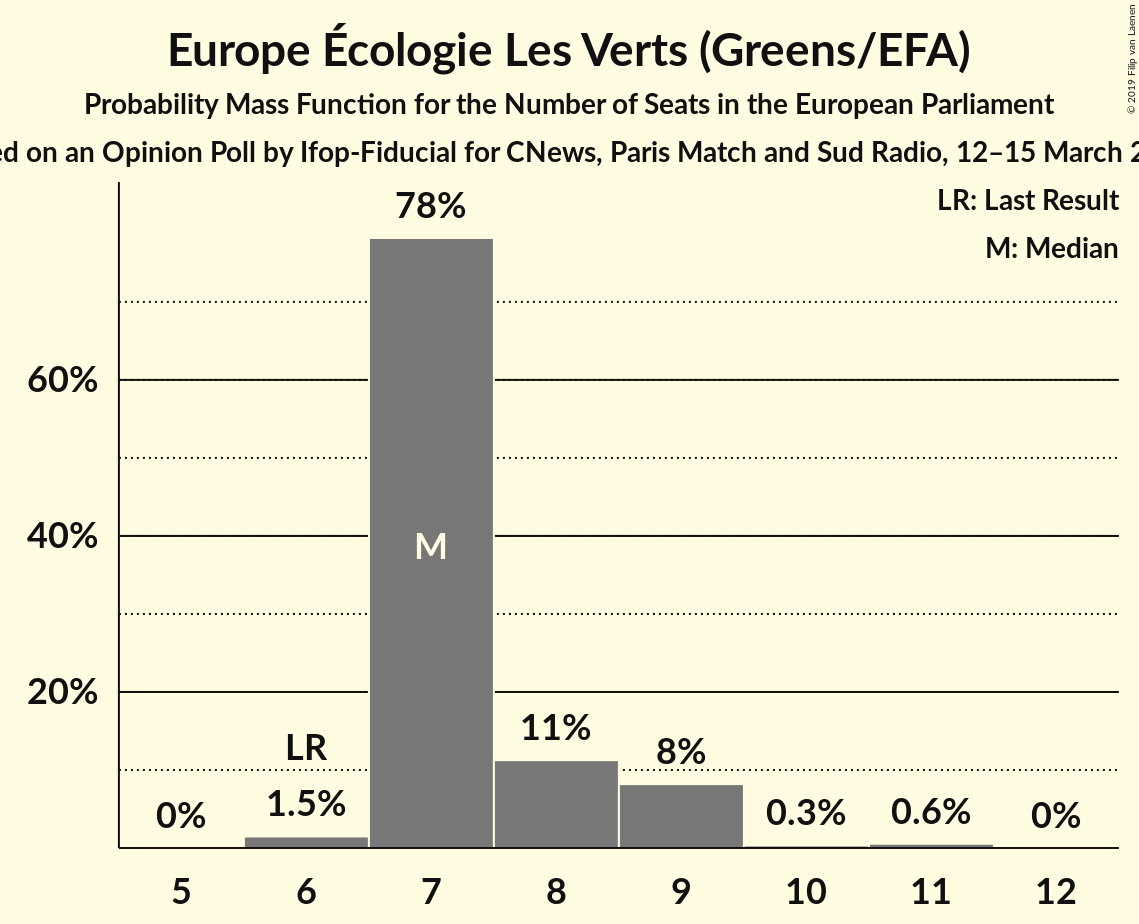 Europe Écologie Les Verts (Greens/EFA)
Probability Mass Function for the Number of Seats in the European Parliament
on an Opinion Poll by Ifop-Fiducial for CNews, Paris Match and Sud Radio, 12–15 March
© 2019 Filip van Laenen
LR: Last Result
M: Median
78%
60%
40%
M
20%
11%
LR
8%
0%
1.5%
0.3%
0.6%
0%
5 6 7 8 9 10 11 12